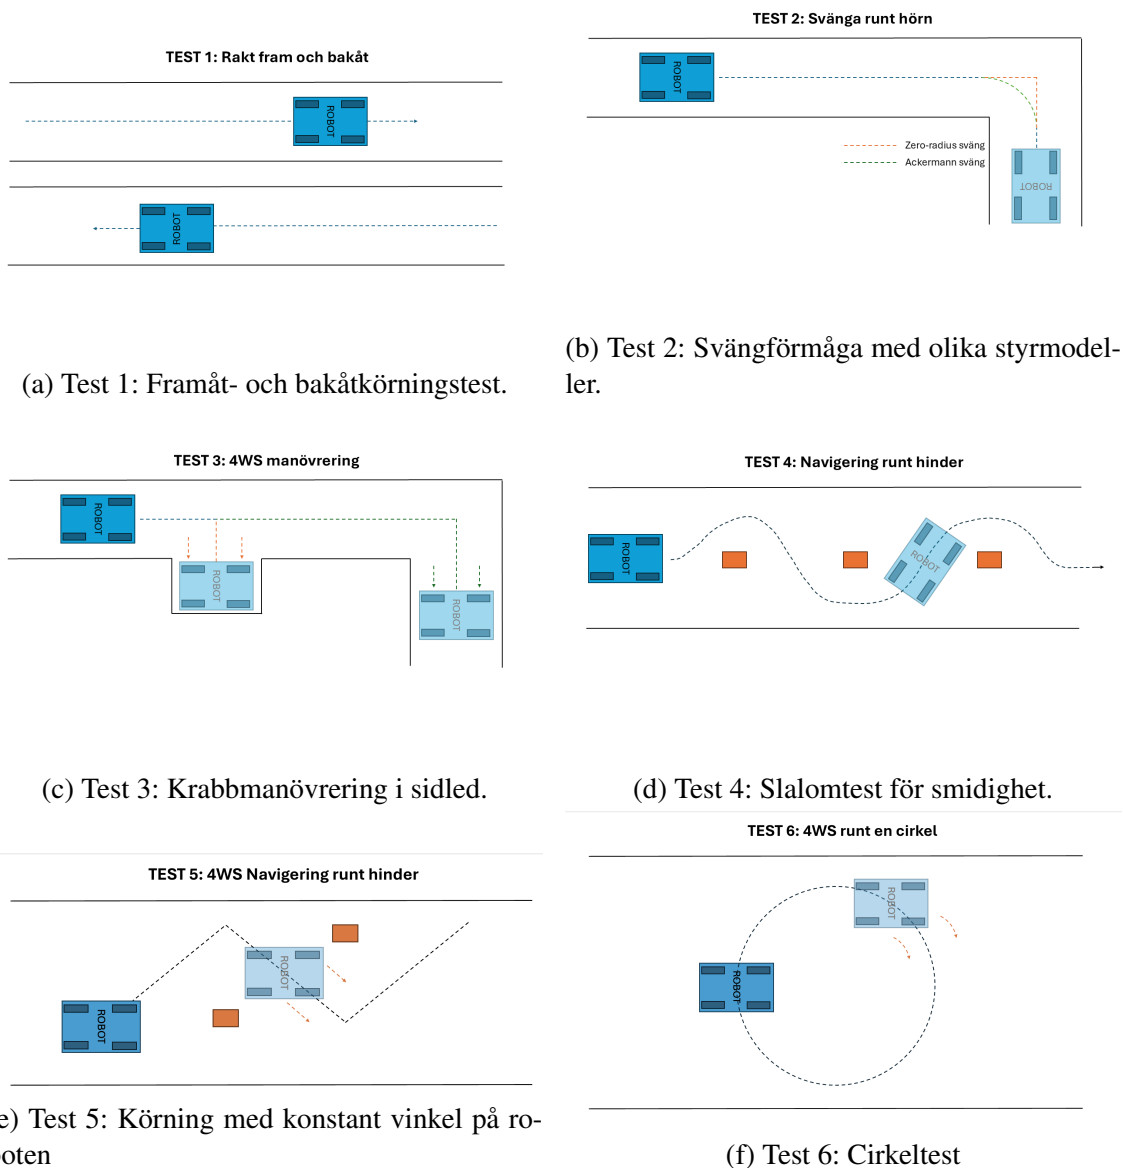 TEST 1: Rakt fram och bakåt
ROBOT
ROBOT
(a) Test 1: Framåt- och bakåtkörningstest.
TEST 2: Svänga runt hörn
ROBOT
Zero-radius sväng
Ackermann sväng
ROBOT
(b) Test 2: Svängförmåga med olika styrmodel-
ler.
TEST 3: 4WS manövrering
ROBOT
ROBOT
ROBOT
(c) Test 3: Krabbmanövrering i sidled.
TEST 4: Navigering runt hinder
ROBOT
ROBOT
(d) Test 4: Slalomtest för smidighet.
TEST 5: 4WS Navigering runt hinder
ROBOT
ROBOT
e) Test 5: Körning med konstant vinkel på ro-
boten
TEST 6: 4WS runt en cirkel
ROBOT
ROBOT
(f) Test 6: Cirkeltest